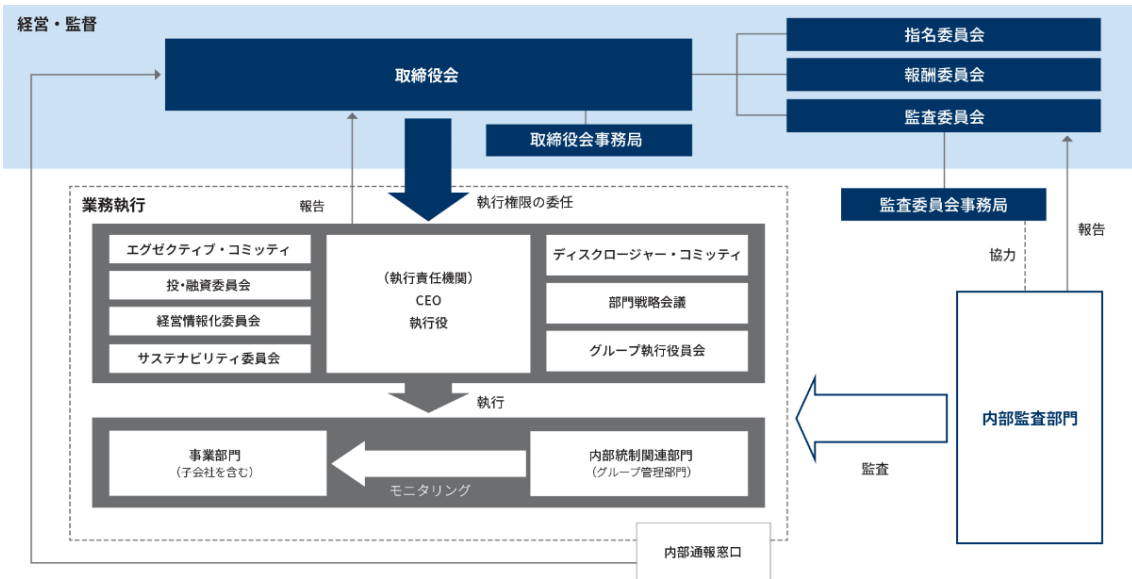 経営・監督
取締役会
指名委員会
報酬委員会
監査委員会
取締役会事務局
監査委員会事務局
業務執行
報告
執行権限の委任
報告
協力
エグゼクティブ・コミッティ
投・融資委員会
経営情報化委員会
サステナビリティ委員会
(執行責任機関)
CEO
執行役
ディスクロージャー・コミッティ
部門戦略会議
グループ執行役員会
執行
内部監査部門
監査
事業部門
(子会社を含む)
モニタリング
内部統制関連部門
(グループ管理部門)
内部通報窓口